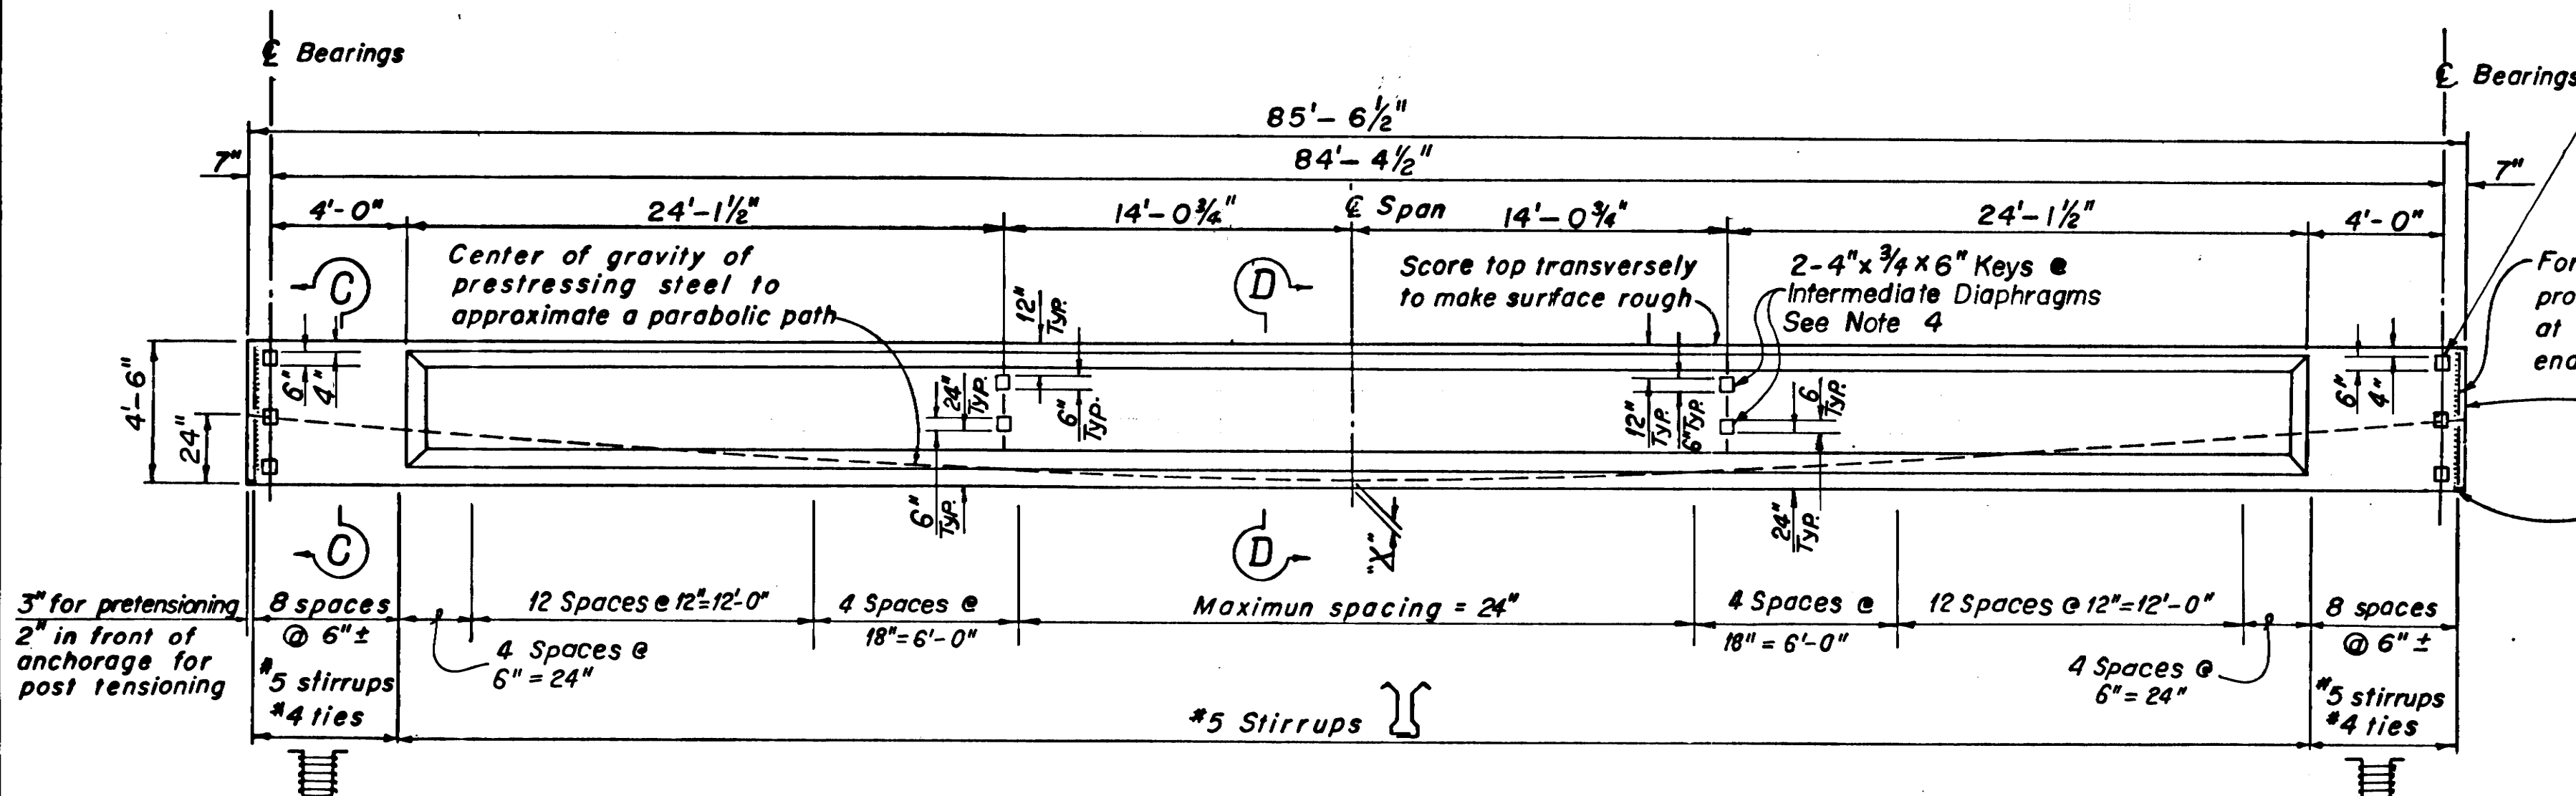 ℄ Bearings
℄ Bearings
85'- 6½"
84'- 4½"
7"
7"
4'-0"
24'-1½"
14'-0¾"
℄ Span
14'-0¾"
24'-1½"
4'-0"
Center of gravity of
prestressing steel to
approximate a parabolic path
C
D
Score top transversely
to make surface rough
2-4"x ¾ x 6" Keys @
Intermediate Diaphragms
See Note 4
For
pro
at
end
12"
Typ.
4'-6"
24"
6"
4"
24"
Typ.
6"
Typ.
6"
Typ.
12"
Typ.
6"
Typ.
6
Typ.
24"
Typ.
6"
4"
"X"
C
D
3" for pretensioning
2" in front of
anchorage for
post tensioning
8 spaces
@ 6" ±
#5 stirrups
#4 ties
4 Spaces @
6" = 24"
12 Spaces @ 12"=12'-0"
4 Spaces @
18"=6'-0"
Maximun spacing = 24"
4 Spaces @
18" = 6'-0"
12 Spaces @ 12"=12'-0"
4 Spaces @
6"= 24"
8 spaces
@ 6" ±
#5 stirrups
#4 ties
#5 Stirrups